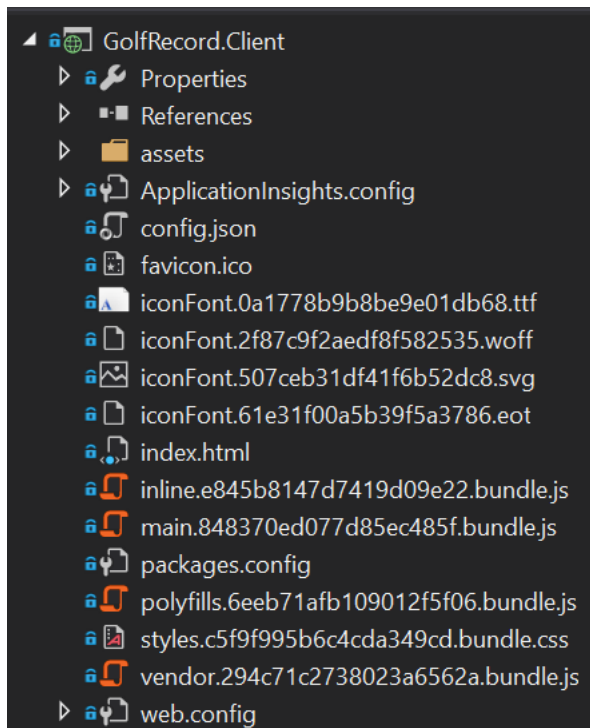 GolfRecord.Client
Properties
References
assets
ApplicationInsights.config
config.json
favicon.ico
iconFont.0a1778b9b8be9e01db68.ttf
iconFont.2f87c9f2aedf8f582535.woff
iconFont.507ceb31df41f6b52dc8.svg
iconFont.61e31f00a5b39f5a3786.eot
index.html
inline.e845b8147d7419d09e22.bundle.js
main.848370ed077d85ec485f.bundle.js
packages.config
polyfills.6eeb71afb109012f5f06.bundle.js
styles.c5f9f995b6c4cda349cd.bundle.css
vendor.294c71c2738023a6562a.bundle.js
web.config